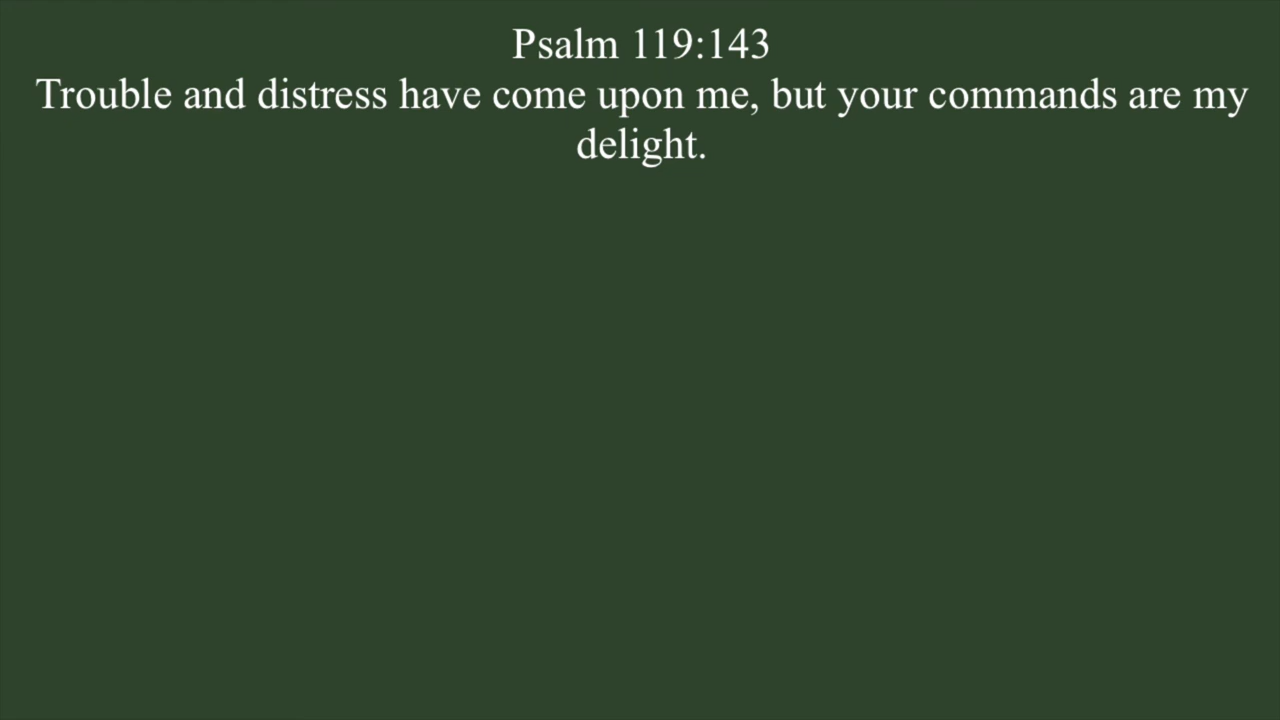 Psalm 119:143
Trouble and distress have come upon me, but your commands are my
delight.